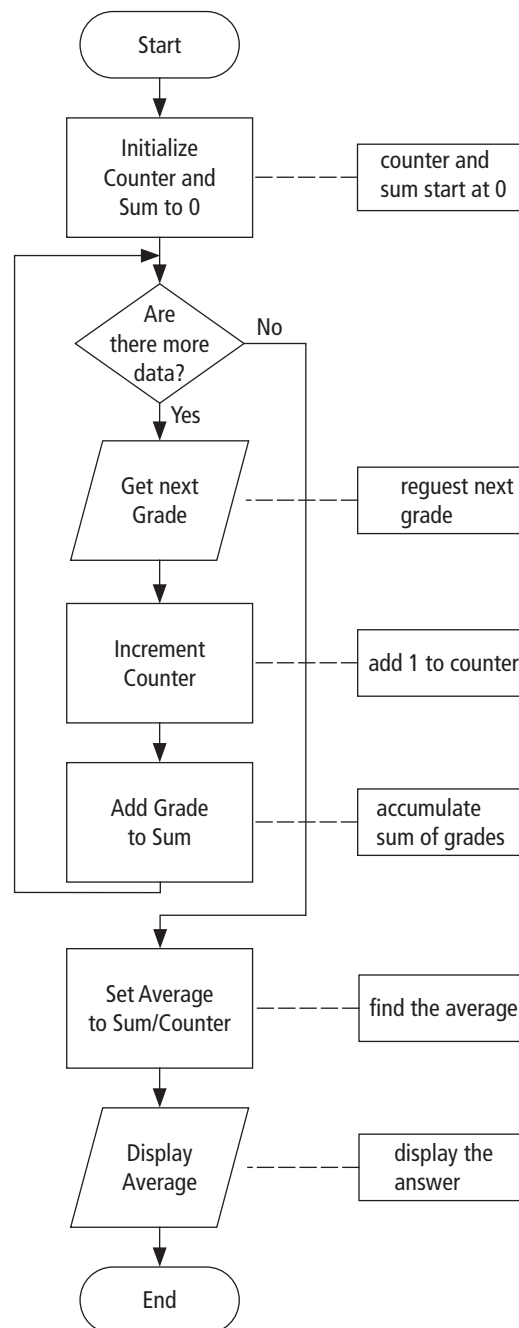 Start
Initialize
Counter and
Sum to 0
counter and
sum start at 0
Are
there more
data?
No
Yes
Get next
Grade
reguest next
grade
Increment
Counter
add 1 to counter
Add Grade
to Sum
accumulate
sum of grades
Set Average
to Sum/Counter
find the average
Display
Average
display the
answer
End